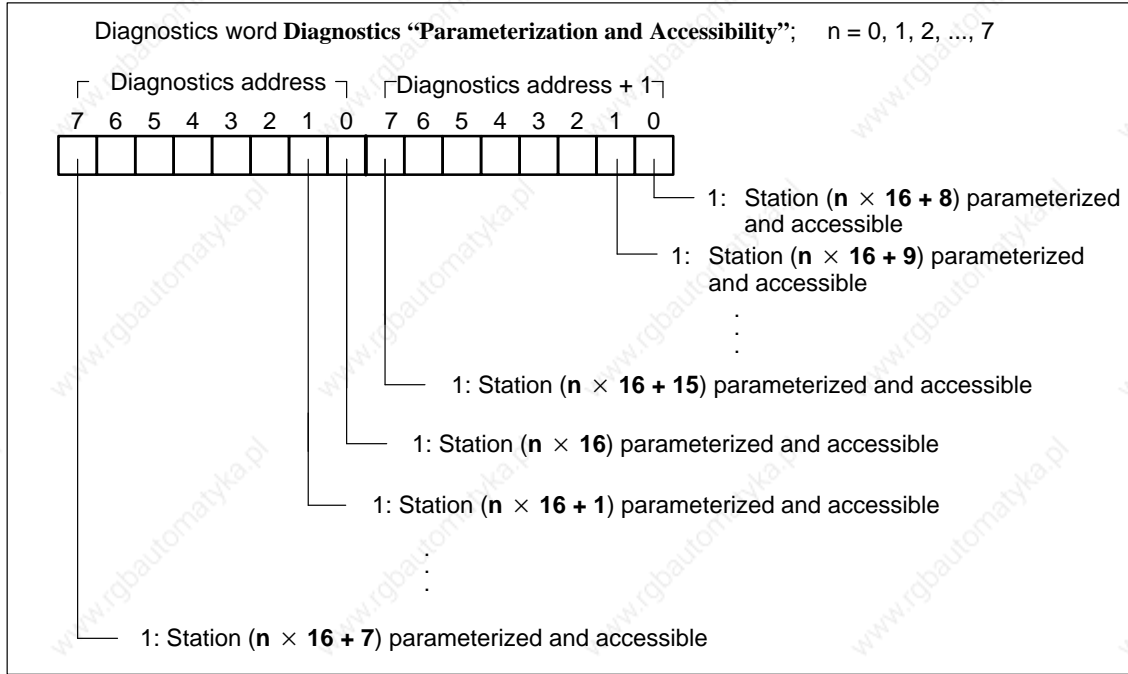 Diagnostics word Diagnostics “Parameterization and Accessibility”; n = 0, 1, 2, ..., 7
Diagnostics address Diagnostics address + 1
7 6 5 4 3 2 1 0 7 6 5 4 3 2 1 0
1: Station (n × 16 + 8) parameterized
and accessible
1: Station (n × 16 + 9) parameterized
and accessible
.
.
.
1: Station (n × 16 + 15) parameterized and accessible
1: Station (n × 16) parameterized and accessible
1: Station (n × 16 + 1) parameterized and accessible
.
.
.
1: Station (n × 16 + 7) parameterized and accessible
www.rgbautomatyka.pl